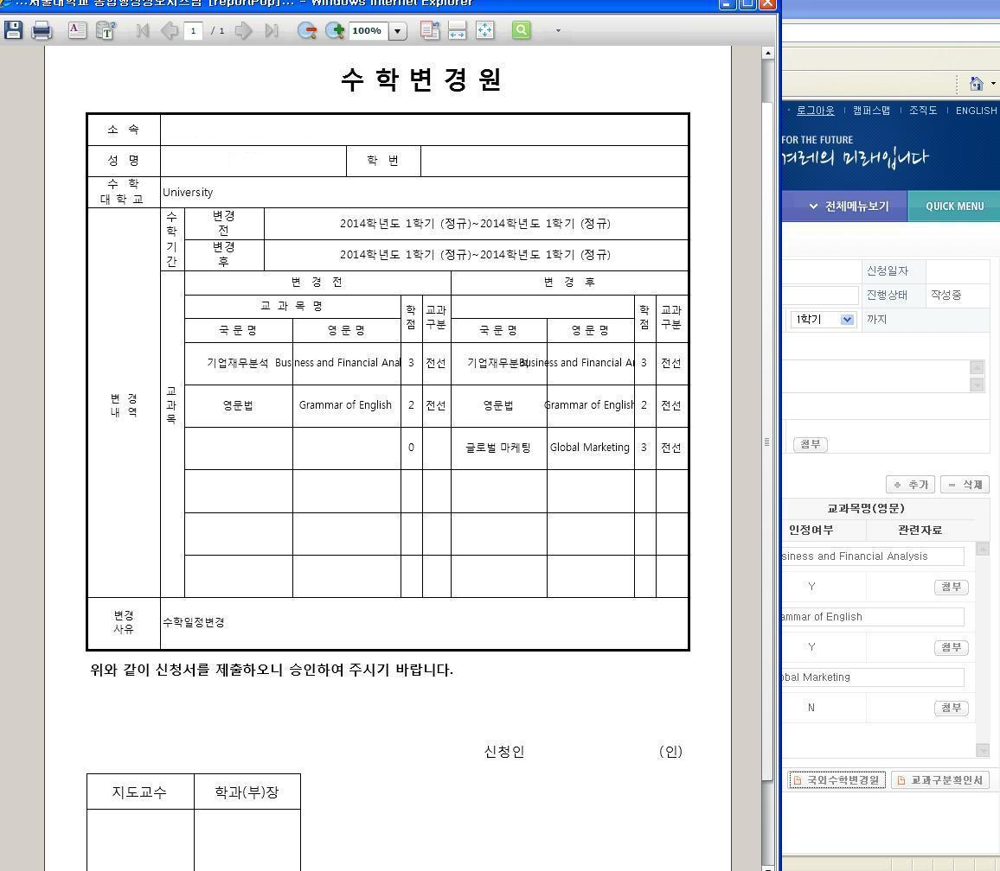 ...서울대학교 통합행정정보시스템 [reportPop]... - Windows Internet Explorer
1 / 1
100%
수 학 변 경 원
소 속
성 명
학 번
수 학
대 학 교
University
변 경
내 역
수
학
기
간
변경
전
2014학년도 1학기 (정규)~2014학년도 1학기 (정규)
변경
후
2014학년도 1학기 (정규)~2014학년도 1학기 (정규)
교
과
목
변 경 전
변 경 후
교 과 목 명
학
점
교과
구분
학
점
교과
구분
국 문 명
영 문 명
국 문 명
영 문 명
기업재무분석 Business and Financial Anal 3 전선 기업재무분석 Business and Financial Ar 3 전선
영문법 Grammar of English 2 전선 영문법 Grammar of English 2 전선
0 글로벌 마케팅 Global Marketing 3 전선
변경
사유
수학일정변경
위와 같이 신청서를 제출하오니 승인하여 주시기 바랍니다.
신청인 (인)
지도교수 학과(부)장
로그아웃 캠퍼스맵 조직도 ENGLISH
FOR THE FUTURE
겨레의 미래입니다
전체메뉴보기 QUICK MENU
신청일자
진행상태 작성중
1학기 까지
첨부
추가 삭제
교과목명(영문)
인정여부 관련자료
siness and Financial Analysis
Y 첨부
ammar of English
Y 첨부
obal Marketing
N 첨부
국외수학변경원 교과구분확인서